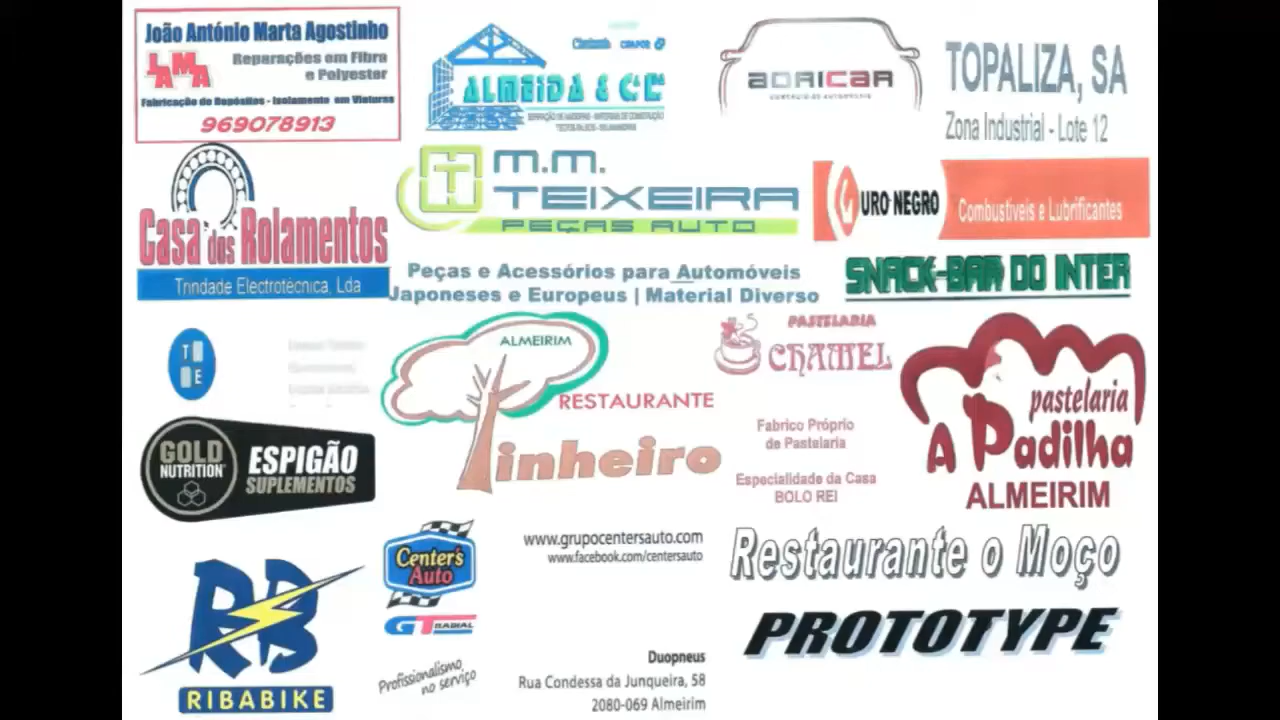 João António Marta Agostinho
LAMA
Reparações em Fibra
e Polyester
Fabricação de Depósitos - Isolamento em Viaturas
969078913
ALMEIDA & Cª Lda
ADRICAR
TOPALIZA, SA
Zona Industrial - Lote 12
Casa dos Rolamentos
Trindade Electrotécnica, Lda
M.M.
TEIXEIRA
PEÇAS AUTO
Peças e Acessórios para Automóveis
Japoneses e Europeus | Material Diverso
OURO NEGRO
Combustíveis e Lubrificantes
SNACK-BAR DO INTER
T
E
ALMEIRIM
RESTAURANTE
Pinheiro
PASTELARIA
CHAMEL
Fabrico Próprio
de Pastelaria
Especialidade da Casa
BOLO REI
pastelaria
A Padilha
ALMEIRIM
GOLD
NUTRITION
ESPIGÃO
SUPLEMENTOS
RB
RIBABIKE
Center's
Auto
GT RADIAL
Profissionalismo
no serviço
www.grupocentersauto.com
www.facebook.com/centersauto
Duopneus
Rua Condessa da Junqueira, 58
2080-069 Almeirim
Restaurante o Moço
PROTOTYPE